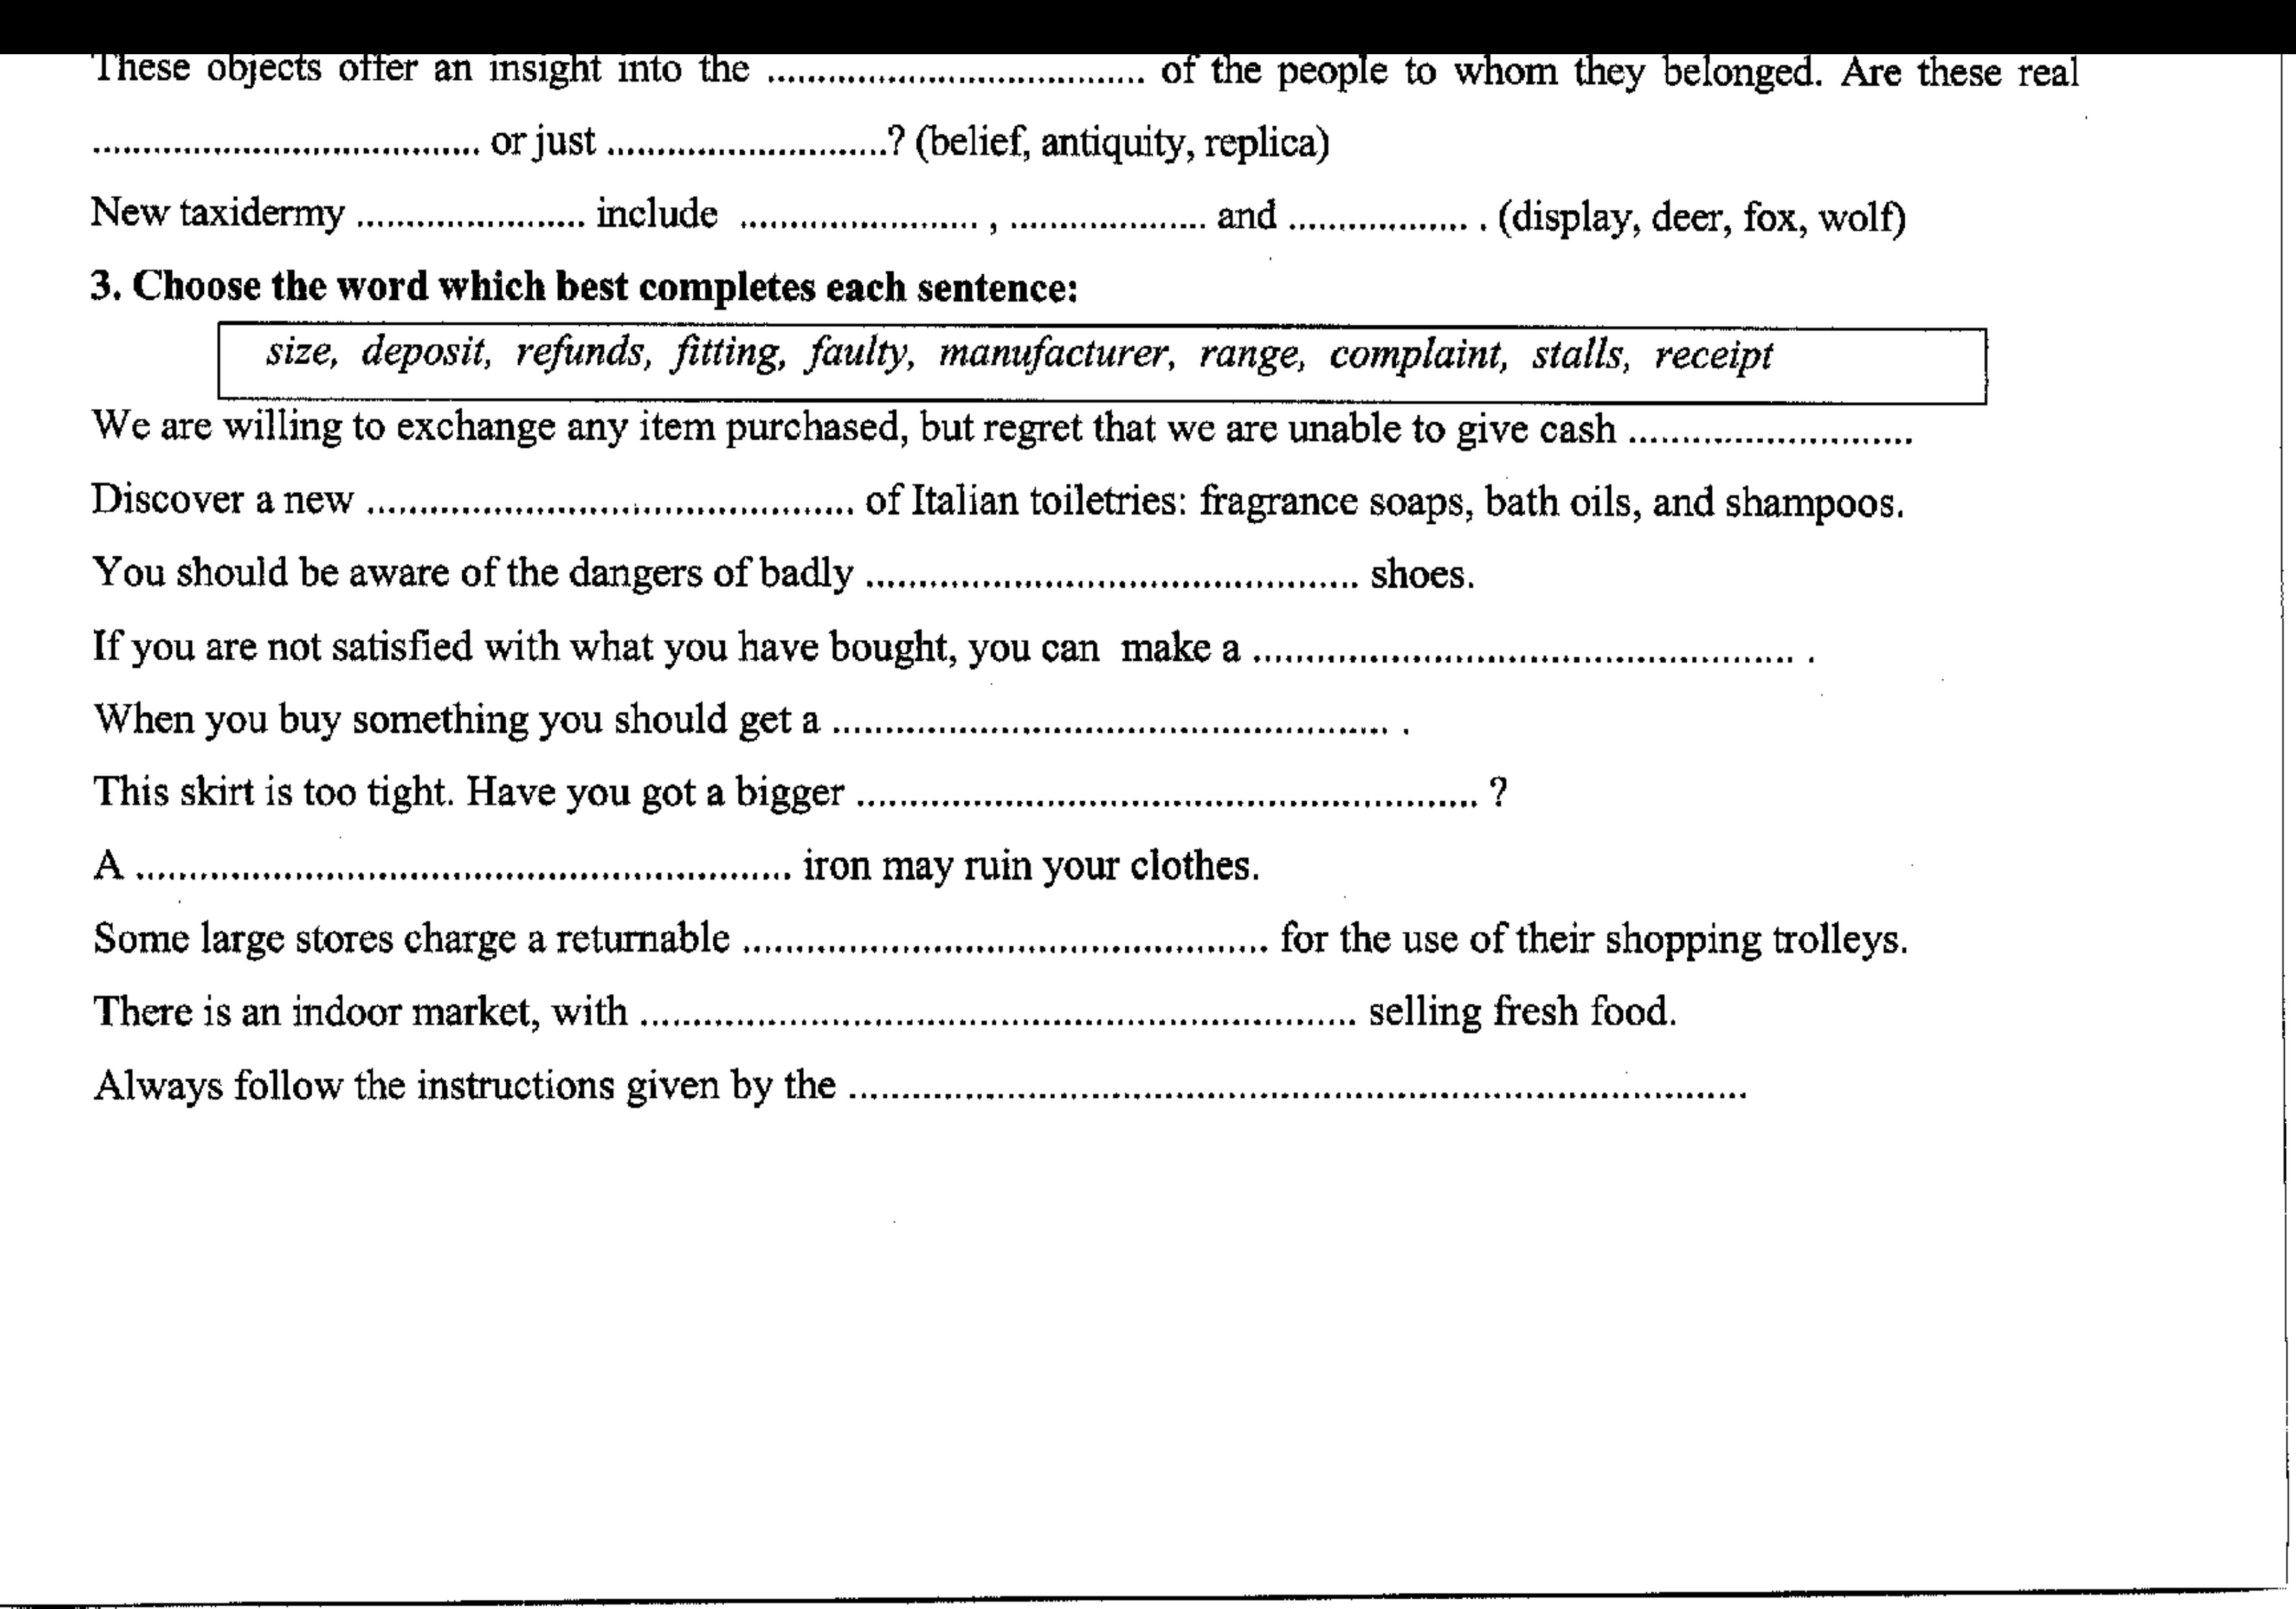 These objects offer an insight into the ..................................... of the people to whom they belonged. Are these real
...................................... or just ............................? (belief, antiquity, replica)
New taxidermy ....................... include ........................ , .................... and .................. . (display, deer, fox, wolf)
3. Choose the word which best completes each sentence:
size, deposit, refunds, fitting, faulty, manufacturer, range, complaint, stalls, receipt
We are willing to exchange any item purchased, but regret that we are unable to give cash ...........................
Discover a new .............................................. of Italian toiletries: fragrance soaps, bath oils, and shampoos.
You should be aware of the dangers of badly .............................................. shoes.
If you are not satisfied with what you have bought, you can make a .................................................. .
When you buy something you should get a .................................................... .
This skirt is too tight. Have you got a bigger .......................................................... ?
A .............................................................. iron may ruin your clothes.
Some large stores charge a returnable .................................................. for the use of their shopping trolleys.
There is an indoor market, with .................................................................... selling fresh food.
Always follow the instructions given by the .....................................................................................